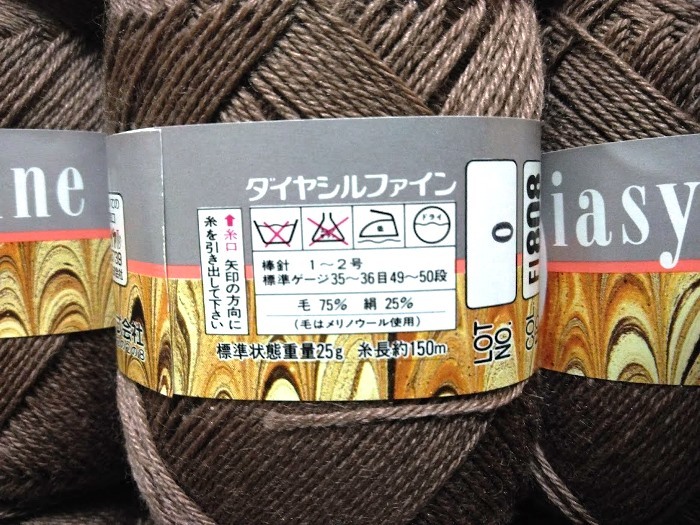 ine
iasy
ダイヤシルファイン
ドライ
↑糸口 矢印の方向に
糸を引き出して下さい
棒針 1〜2号
標準ゲージ35〜36目49〜50段
毛 75% 絹 25%
(毛はメリノウール使用)
標準状態重量25g 糸長約150m
LOT
NO.
0